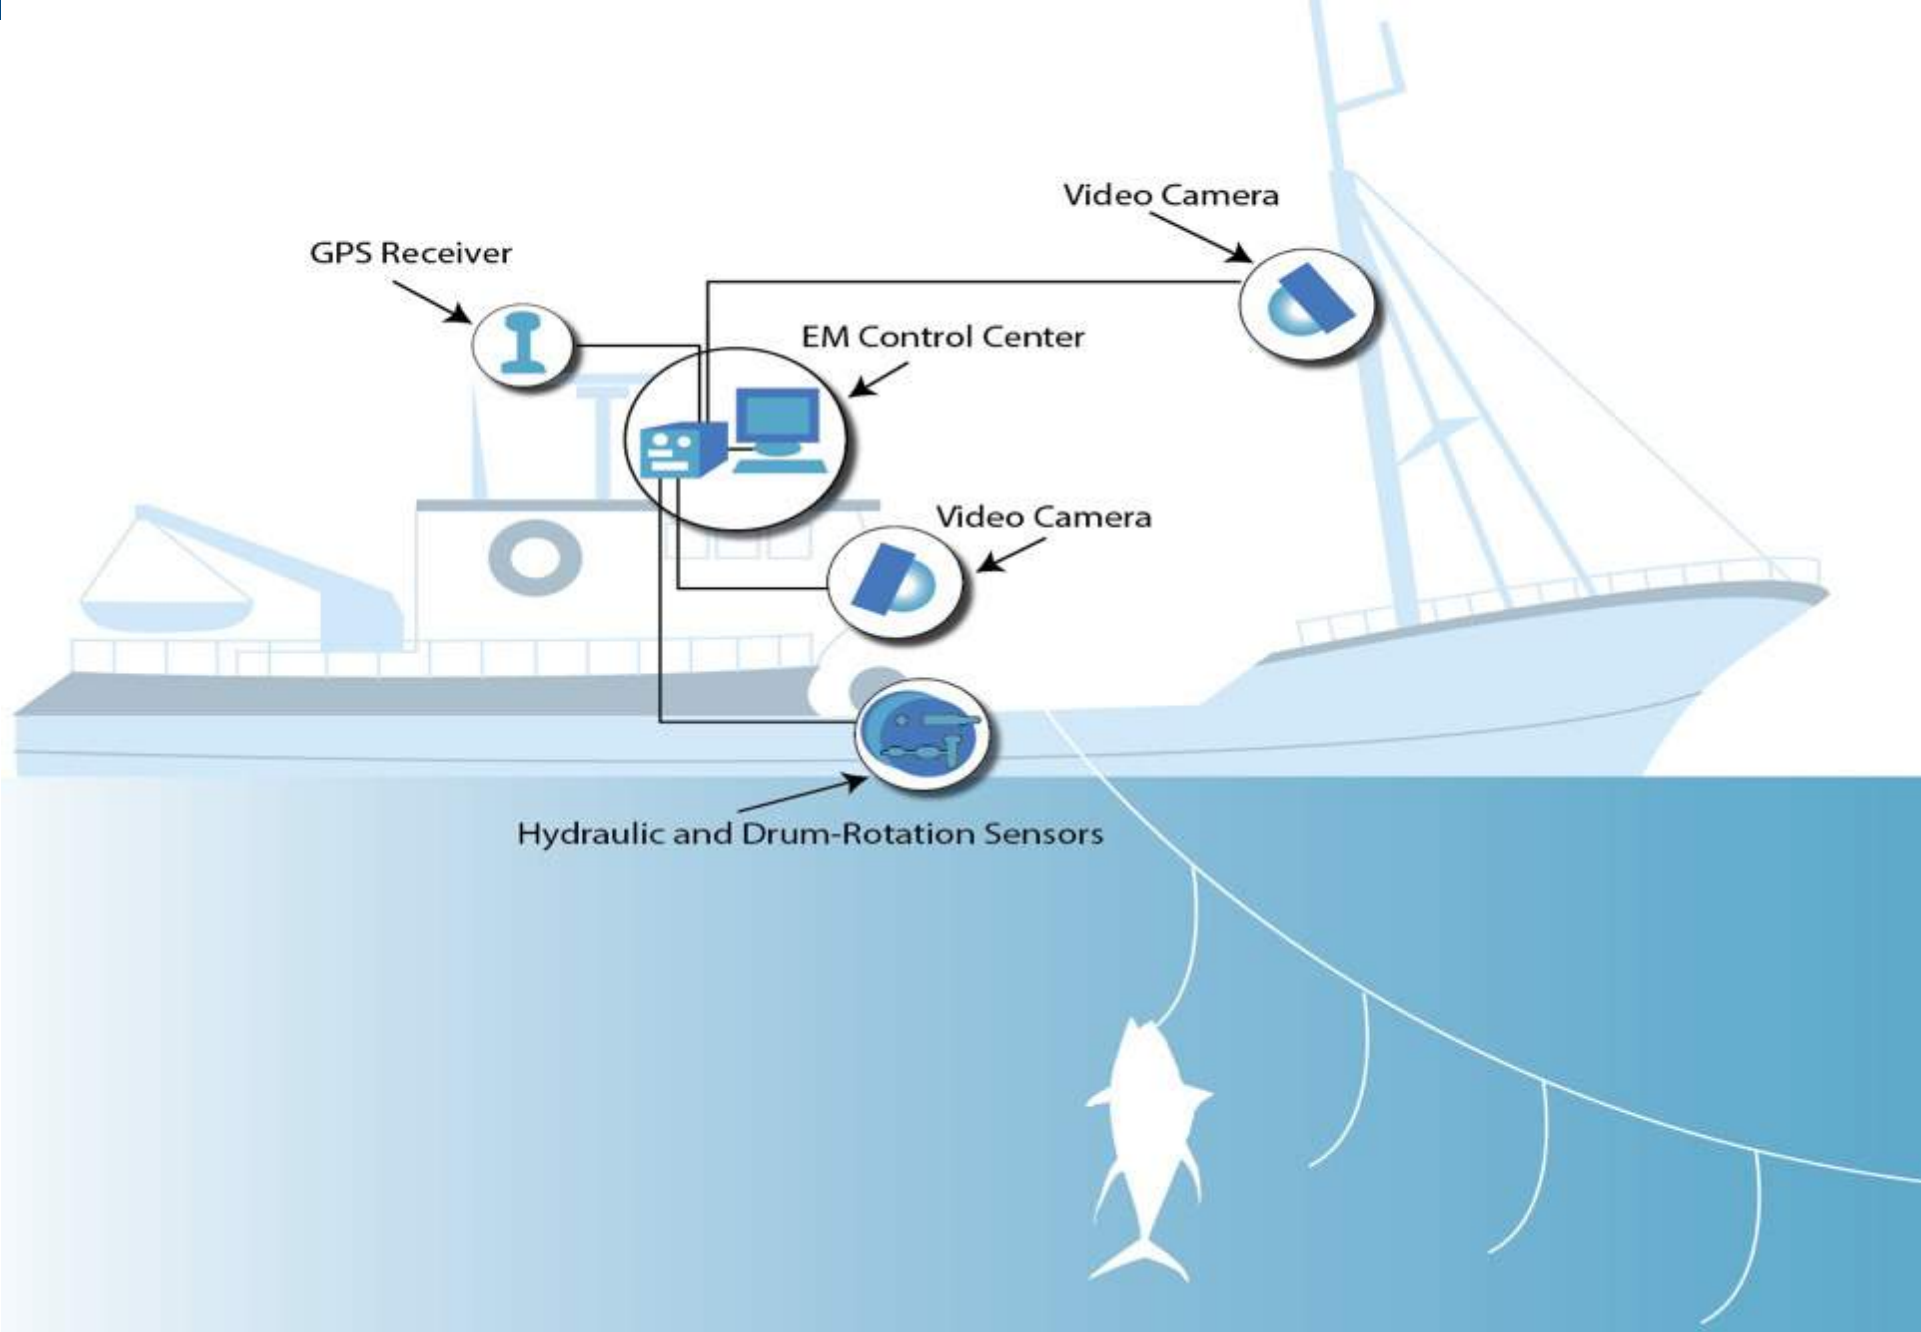 Video Camera
GPS Receiver
EM Control Center
Video Camera
Hydraulic and Drum-Rotation Sensors